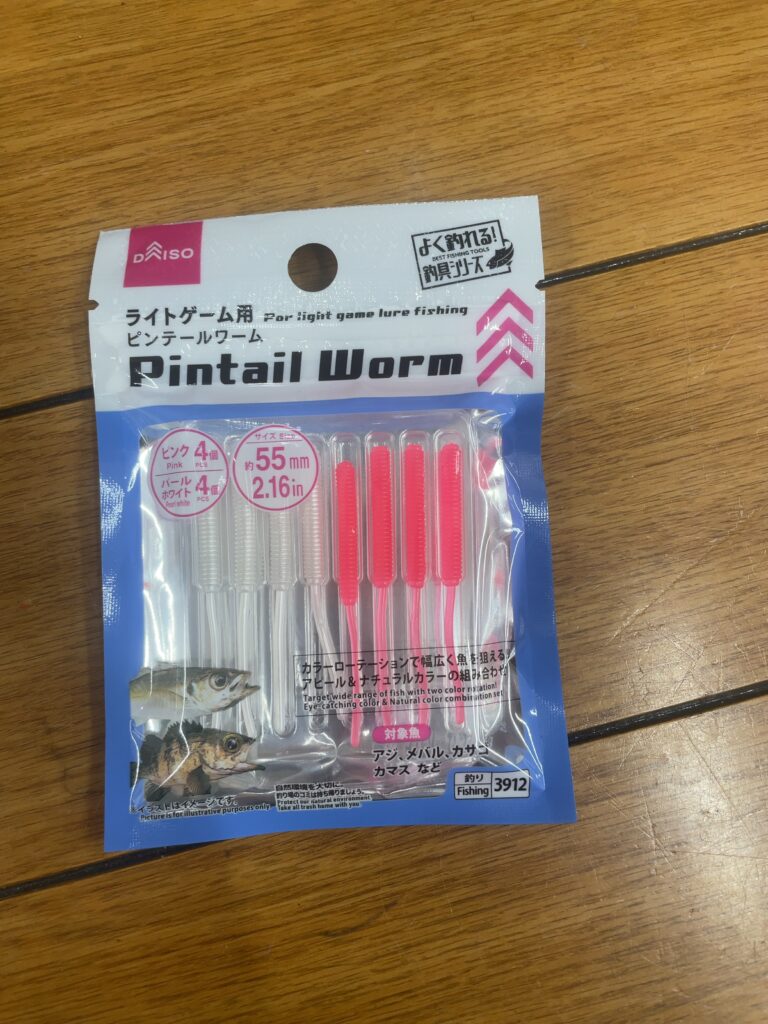 DAISO
よく釣れる!
BEST FISHING TOOLS
釣具シリーズ
ライトゲーム用 For light game lure fishing
ピンテールワーム
Pintail Worm
ピンク 4個
Pink PCS
パール
ホワイト 4個
Pearl white PCS
サイズ
約55mm
2.16in
カラーローテーションで幅広く魚を狙える
アピール&ナチュラルカラーの組み合わせ
Target wide range of fish with two color rotation!
Eye-catching color & Natural color combination set
対象魚
アジ、メバル、カサゴ
カマス など
※イラストはイメージです。
Picture is for illustrative purposes only
自然環境を大切に、
釣り場のゴミは持ち帰りましょう。
Protect our natural environment
Take all trash home with you
釣り
Fishing 3912